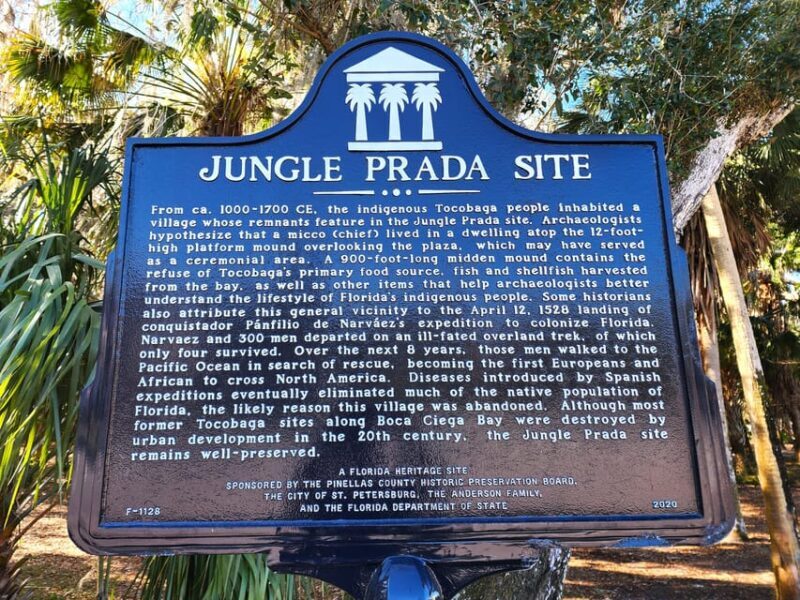 JUNGLE PRADA SITE
From ca. 1000-1700 CE, the indigenous Tocobaga people inhabited a
village whose remnants feature in the Jungle Prada site. Archaeologists
hypothesize that a micco (chief) lived in a dwelling atop the 12-foot-
high platform mound overlooking the plaza, which may have served
as a ceremonial area. A 900-foot-long midden mound contains the
refuse of Tocobaga's primary food source, fish and shellfish harvested
from the bay, as well as other items that help archaeologists better
understand the lifestyle of Florida's indigenous people. Some historians
also attribute this general vicinity to the April 12, 1528 landing of
conquistador Pánfilio de Narváez's expedition to colonize Florida.
Narvaez and 300 men departed on an ill-fated overland trek, of which
only four survived. Over the next 8 years, those men walked to the
Pacific Ocean in search of rescue, becoming the first Europeans and
African to cross North America. Diseases introduced by Spanish
expeditions eventually eliminated much of the native population of
Florida, the likely reason this village was abandoned. Although most
former Tocobaga sites along Boca Ciega Bay were destroyed by
urban development in the 20th century, the Jungle Prada site
remains well-preserved.
A FLORIDA HERITAGE SITE
SPONSORED BY THE PINELLAS COUNTY HISTORIC PRESERVATION BOARD,
THE CITY OF ST. PETERSBURG, THE ANDERSON FAMILY,
F-1128 AND THE FLORIDA DEPARTMENT OF STATE 2020